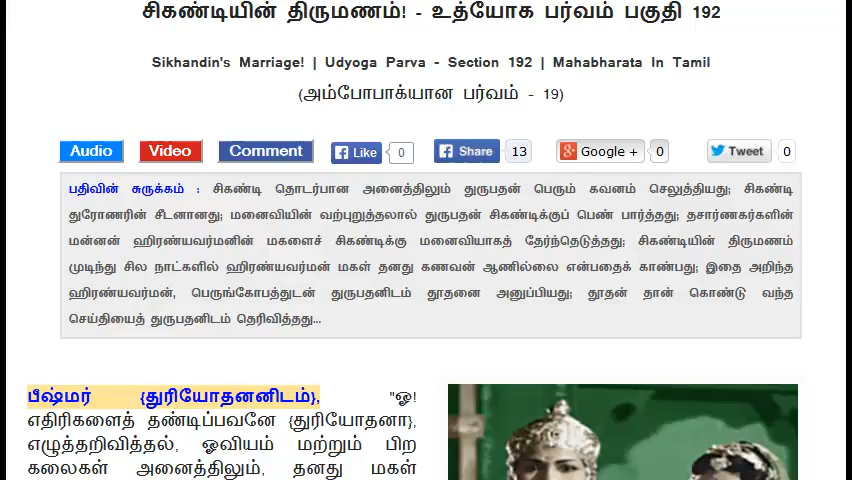 சிகண்டியின் திருமணம்! - உத்யோக பர்வம் பகுதி 192
Sikhandin's Marriage! | Udyoga Parva - Section 192 | Mahabharata In Tamil
(அம்போபாக்யான பர்வம் - 19)
Audio Video Comment Like 0 Share 13 Google + 0 Tweet 0
பதிவின் சுருக்கம் : சிகண்டி தொடர்பான அனைத்திலும் துருபதன் பெரும் கவனம் செலுத்தியது; சிகண்டி
துரோணரின் சீடனானது; மனைவியின் வற்புறுத்தலால் துருபதன் சிகண்டிக்குப் பெண் பார்த்தது; தசார்ணகர்களின்
மன்னன் ஹிரண்யவர்மனின் மகளைச் சிகண்டிக்கு மனைவியாகத் தேர்ந்தெடுத்தது; சிகண்டியின் திருமணம்
முடிந்து சில நாட்களில் ஹிரண்யவர்மன் மகள் தனது கணவன் ஆணில்லை என்பதைக் காண்பது; இதை அறிந்த
ஹிரண்யவர்மன், பெருங்கோபத்துடன் துருபதனிடம் தூதனை அனுப்பியது; தூதன் தான் கொண்டு வந்த
செய்தியைத் துருபதனிடம் தெரிவித்தது...
பீஷ்மர் {துரியோதனனிடம்}, "ஓ!
எதிரிகளைத் தண்டிப்பவனே {துரியோதனா},
எழுத்தறிவித்தல், ஓவியம் மற்றும் பிற
கலைகள் அனைத்திலும், தனது மகள்